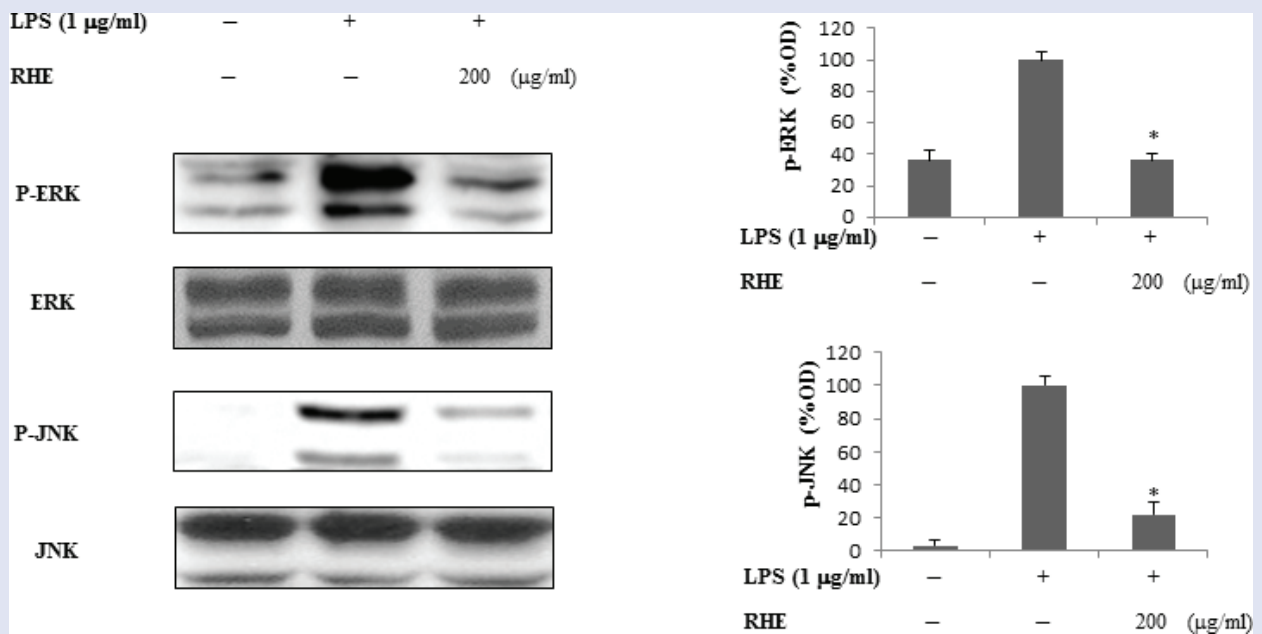 LPS (1 µg/ml) – + +
RHE – – 200 (µg/ml)
P-ERK
ERK
P-JNK
JNK
p-ERK (%OD)
120
100
80
60
40
20
0
*
LPS (1 µg/ml) – + +
RHE – – 200 (µg/ml)
p-JNK (%OD)
120
100
80
60
40
20
0
*
LPS (1 µg/ml) – + +
RHE – – 200 (µg/ml)